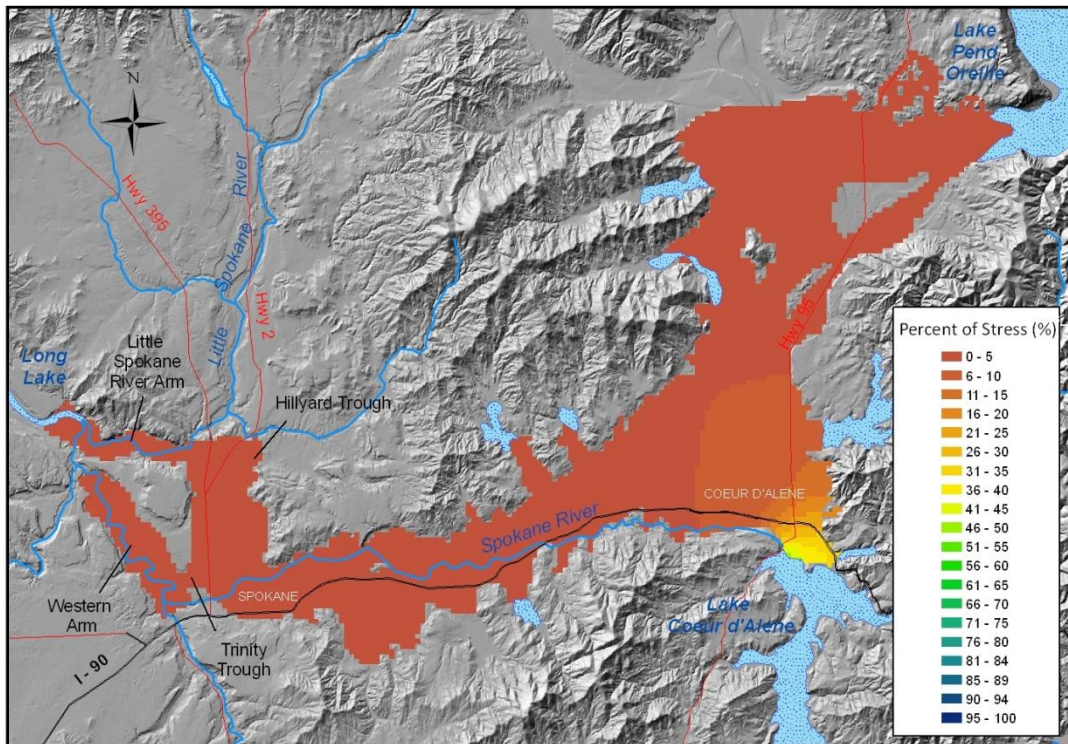 Lake
Pend
Oreille
N
Hwy 395
Little Spokane River
Hwy 2
Hwy 95
Long
Lake
Little
Spokane
River Arm
Hillyard Trough
COEUR D'ALENE
Spokane River
SPOKANE
Western
Arm
Trinity
Trough
I - 90
Lake
Coeur d'Alene
Percent of Stress (%)
0 - 5
6 - 10
11 - 15
16 - 20
21 - 25
26 - 30
31 - 35
36 - 40
41 - 45
46 - 50
51 - 55
56 - 60
61 - 65
66 - 70
71 - 75
76 - 80
81 - 84
85 - 89
90 - 94
95 - 100